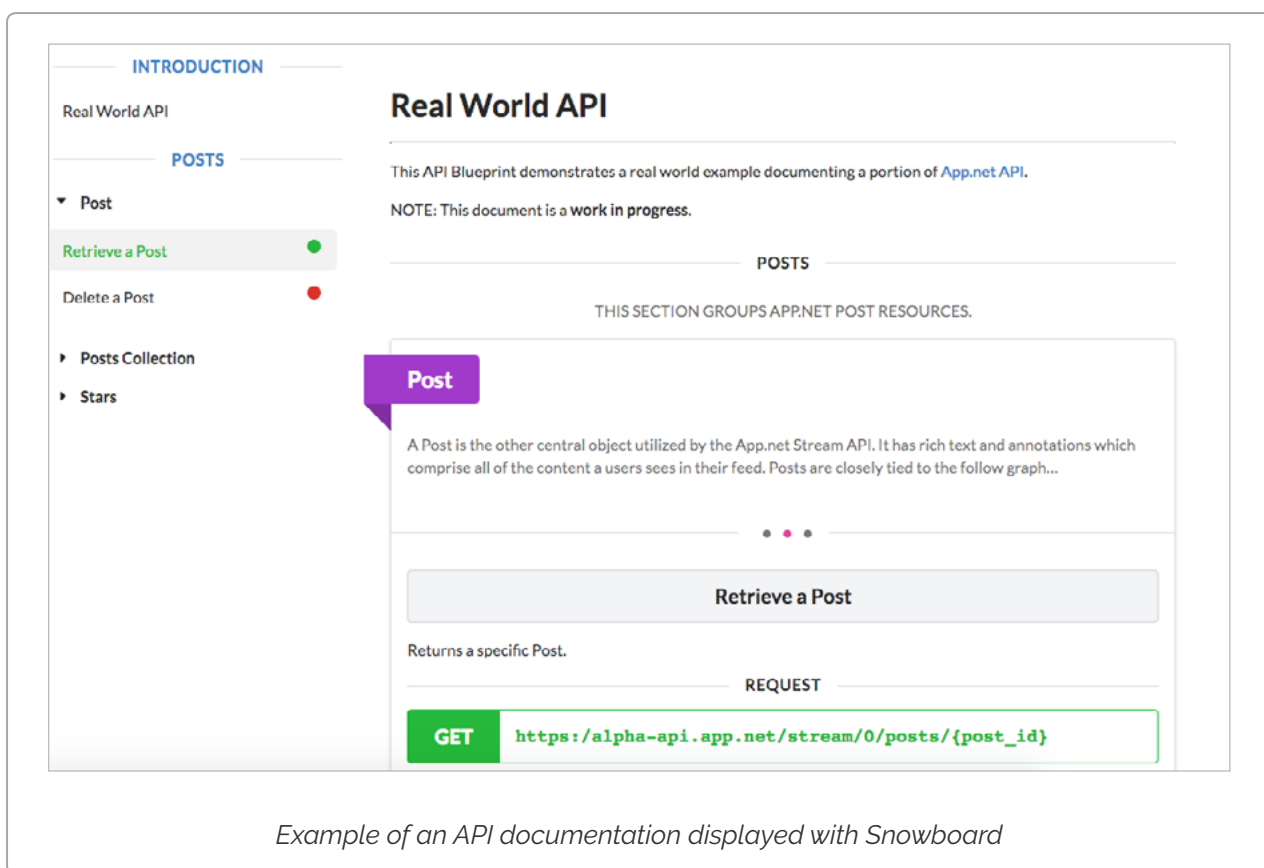 INTRODUCTION
Real World API
POSTS
Post
Retrieve a Post
Delete a Post
Posts Collection
Stars
Real World API
This API Blueprint demonstrates a real world example documenting a portion of App.net API.
NOTE: This document is a work in progress.
POSTS
THIS SECTION GROUPS APP.NET POST RESOURCES.
Post
A Post is the other central object utilized by the App.net Stream API. It has rich text and annotations which
comprise all of the content a users sees in their feed. Posts are closely tied to the follow graph...
Retrieve a Post
Returns a specific Post.
REQUEST
GET https:/alpha-api.app.net/stream/0/posts/{post_id}
Example of an API documentation displayed with Snowboard